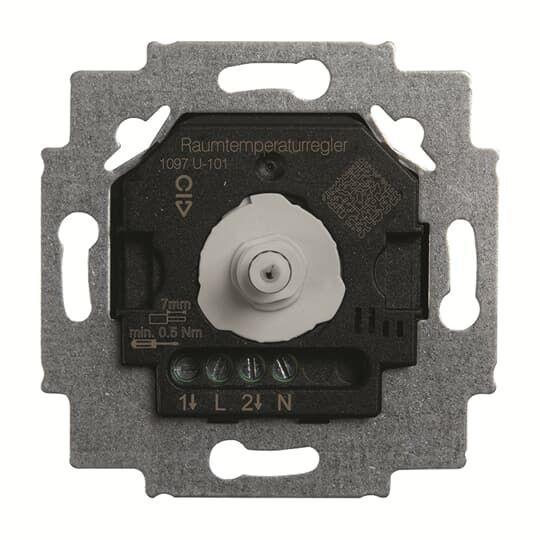 Raumtemperaturregler
1097 U-101
7mm
min. 0.5 Nm
1↓ L 2↓ N